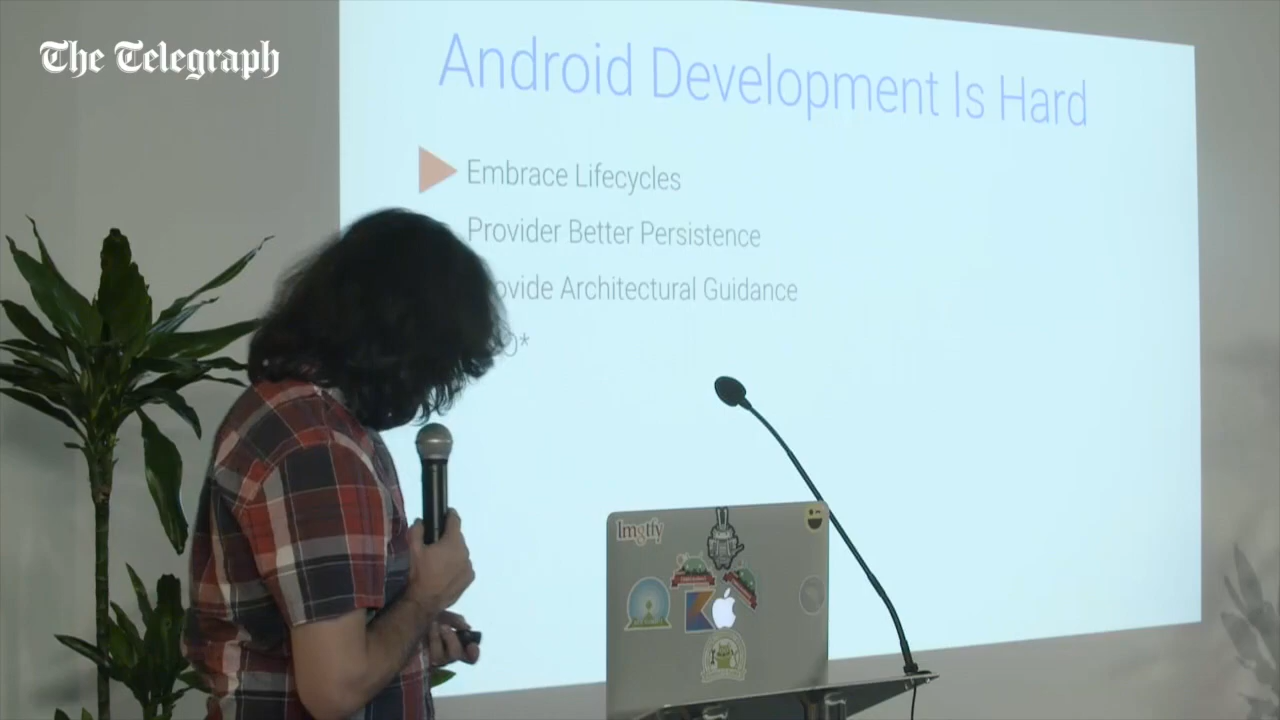 The Telegraph
Android Development Is Hard
Embrace Lifecycles
Provider Better Persistence
ovide Architectural Guidance
O*
lmgtfy